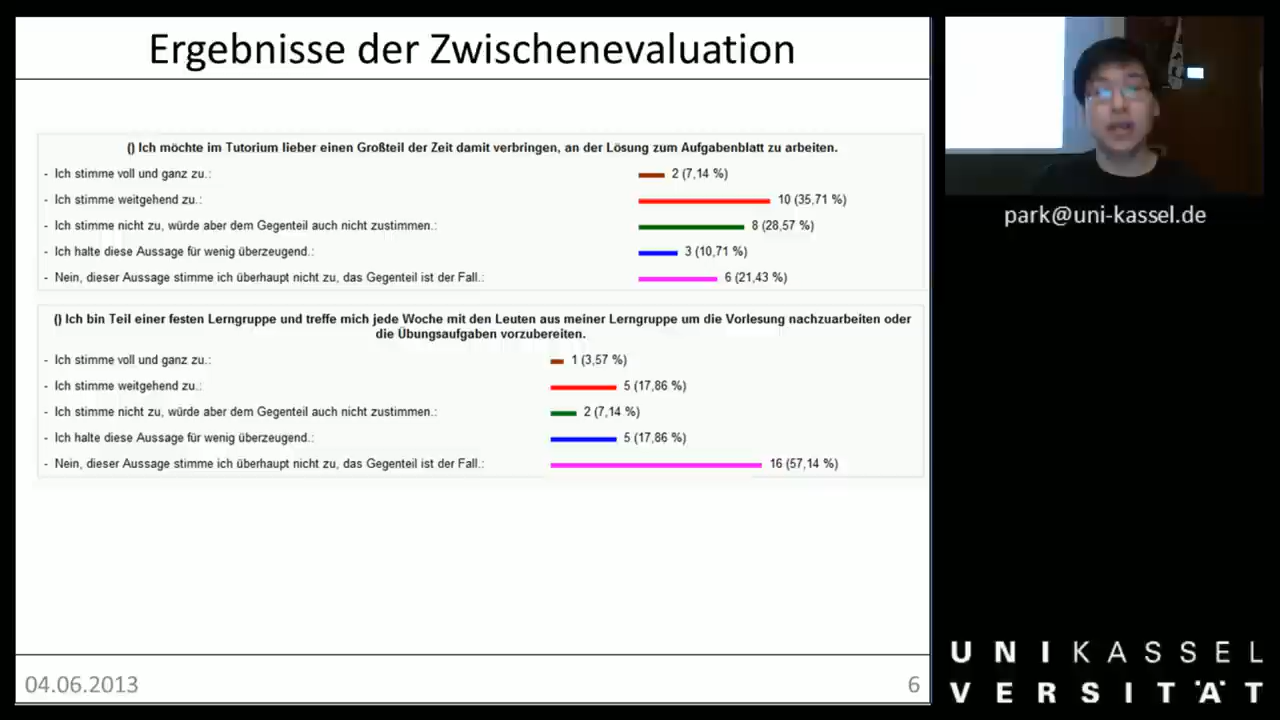 Ergebnisse der Zwischenevaluation
() Ich möchte im Tutorium lieber einen Großteil der Zeit damit verbringen, an der Lösung zum Aufgabenblatt zu arbeiten.
- Ich stimme voll und ganz zu.: 2 (7,14 %)
- Ich stimme weitgehend zu.: 10 (35,71 %)
- Ich stimme nicht zu, würde aber dem Gegenteil auch nicht zustimmen.: 8 (28,57 %)
- Ich halte diese Aussage für wenig überzeugend.: 3 (10,71 %)
- Nein, dieser Aussage stimme ich überhaupt nicht zu, das Gegenteil ist der Fall.: 6 (21,43 %)
() Ich bin Teil einer festen Lerngruppe und treffe mich jede Woche mit den Leuten aus meiner Lerngruppe um die Vorlesung nachzuarbeiten oder
die Übungsaufgaben vorzubereiten.
- Ich stimme voll und ganz zu.: 1 (3,57 %)
- Ich stimme weitgehend zu.: 5 (17,86 %)
- Ich stimme nicht zu, würde aber dem Gegenteil auch nicht zustimmen.: 2 (7,14 %)
- Ich halte diese Aussage für wenig überzeugend.: 5 (17,86 %)
- Nein, dieser Aussage stimme ich überhaupt nicht zu, das Gegenteil ist der Fall.: 16 (57,14 %)
04.06.2013 6
park@uni-kassel.de
UNIKASSEL
VERSITÄT